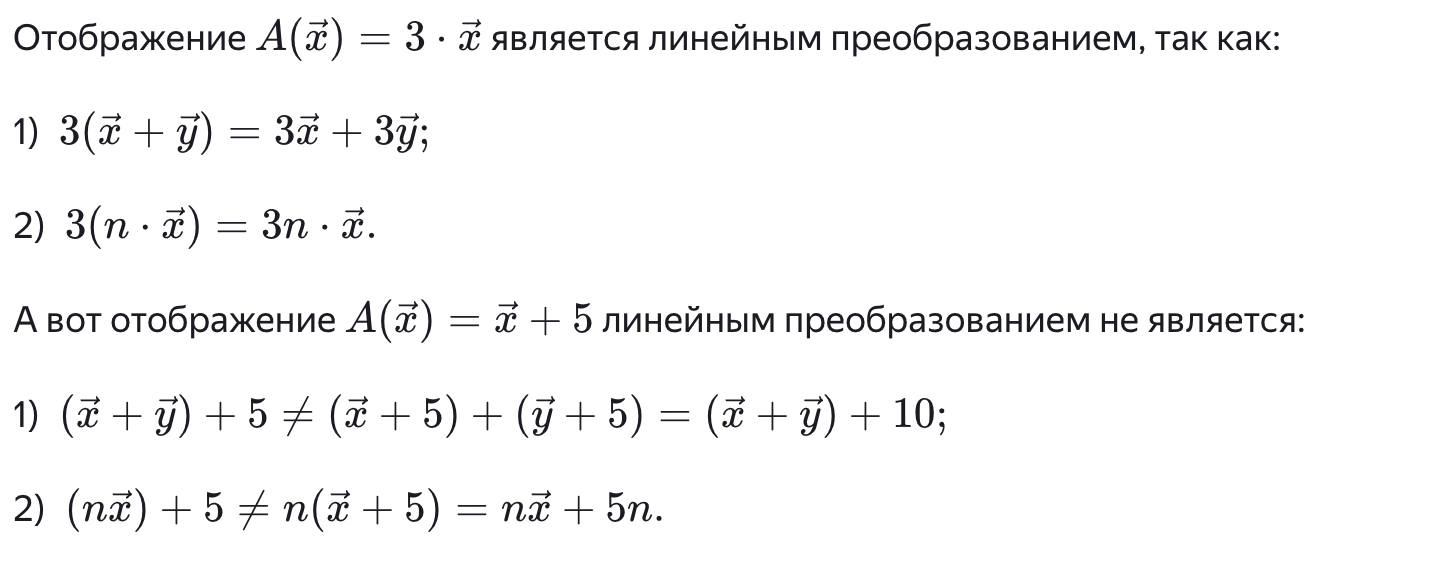 Отображение $A(\vec{x}) = 3 \cdot \vec{x}$ является линейным преобразованием, так как:
1) $3(\vec{x} + \vec{y}) = 3\vec{x} + 3\vec{y}$;
2) $3(n \cdot \vec{x}) = 3n \cdot \vec{x}$.
А вот отображение $A(\vec{x}) = \vec{x} + 5$ линейным преобразованием не является:
1) $(\vec{x} + \vec{y}) + 5 \neq (\vec{x} + 5) + (\vec{y} + 5) = (\vec{x} + \vec{y}) + 10$;
2) $(n\vec{x}) + 5 \neq n(\vec{x} + 5) = n\vec{x} + 5n$.